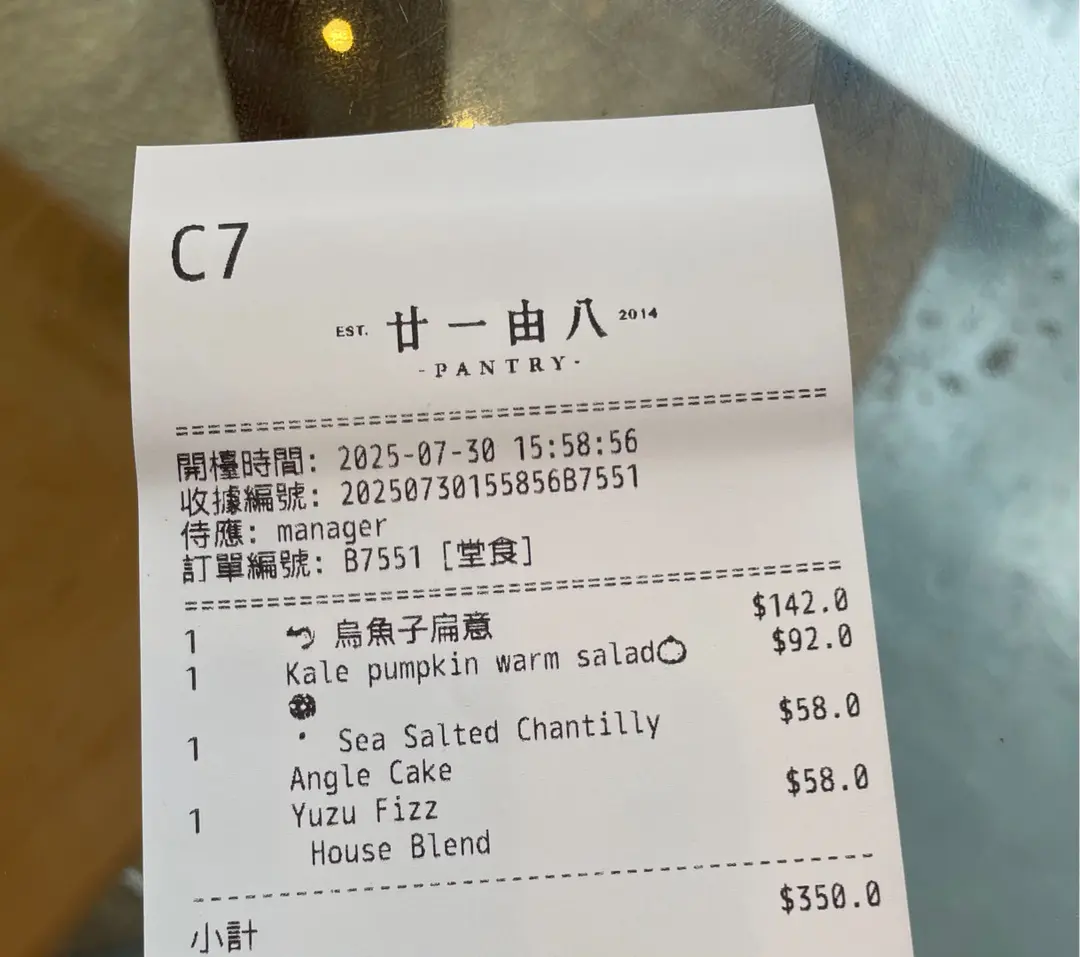 C7
EST. 廿一由八 2014
-PANTRY-
==========================================
開檯時間: 2025-07-30 15:58:56
收據編號: 20250730155856B7551
侍應: manager
訂單編號: B7551 [堂食]
==========================================
1 烏魚子扁意 $142.0
1 Kale pumpkin warm salad $92.0
1 · Sea Salted Chantilly $58.0
Angle Cake
1 Yuzu Fizz $58.0
House Blend
------------------------------------------
小計 $350.0